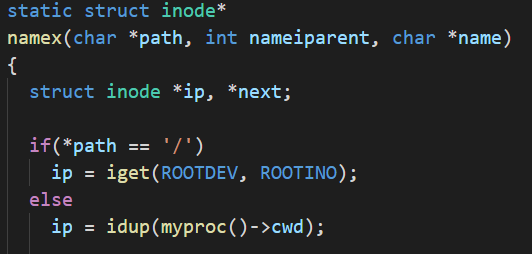 static struct inode*
namex(char *path, int nameiparent, char *name)
{
  struct inode *ip, *next;

  if(*path == '/')
    ip = iget(ROOTDEV, ROOTINO);
  else
    ip = idup(myproc()->cwd);